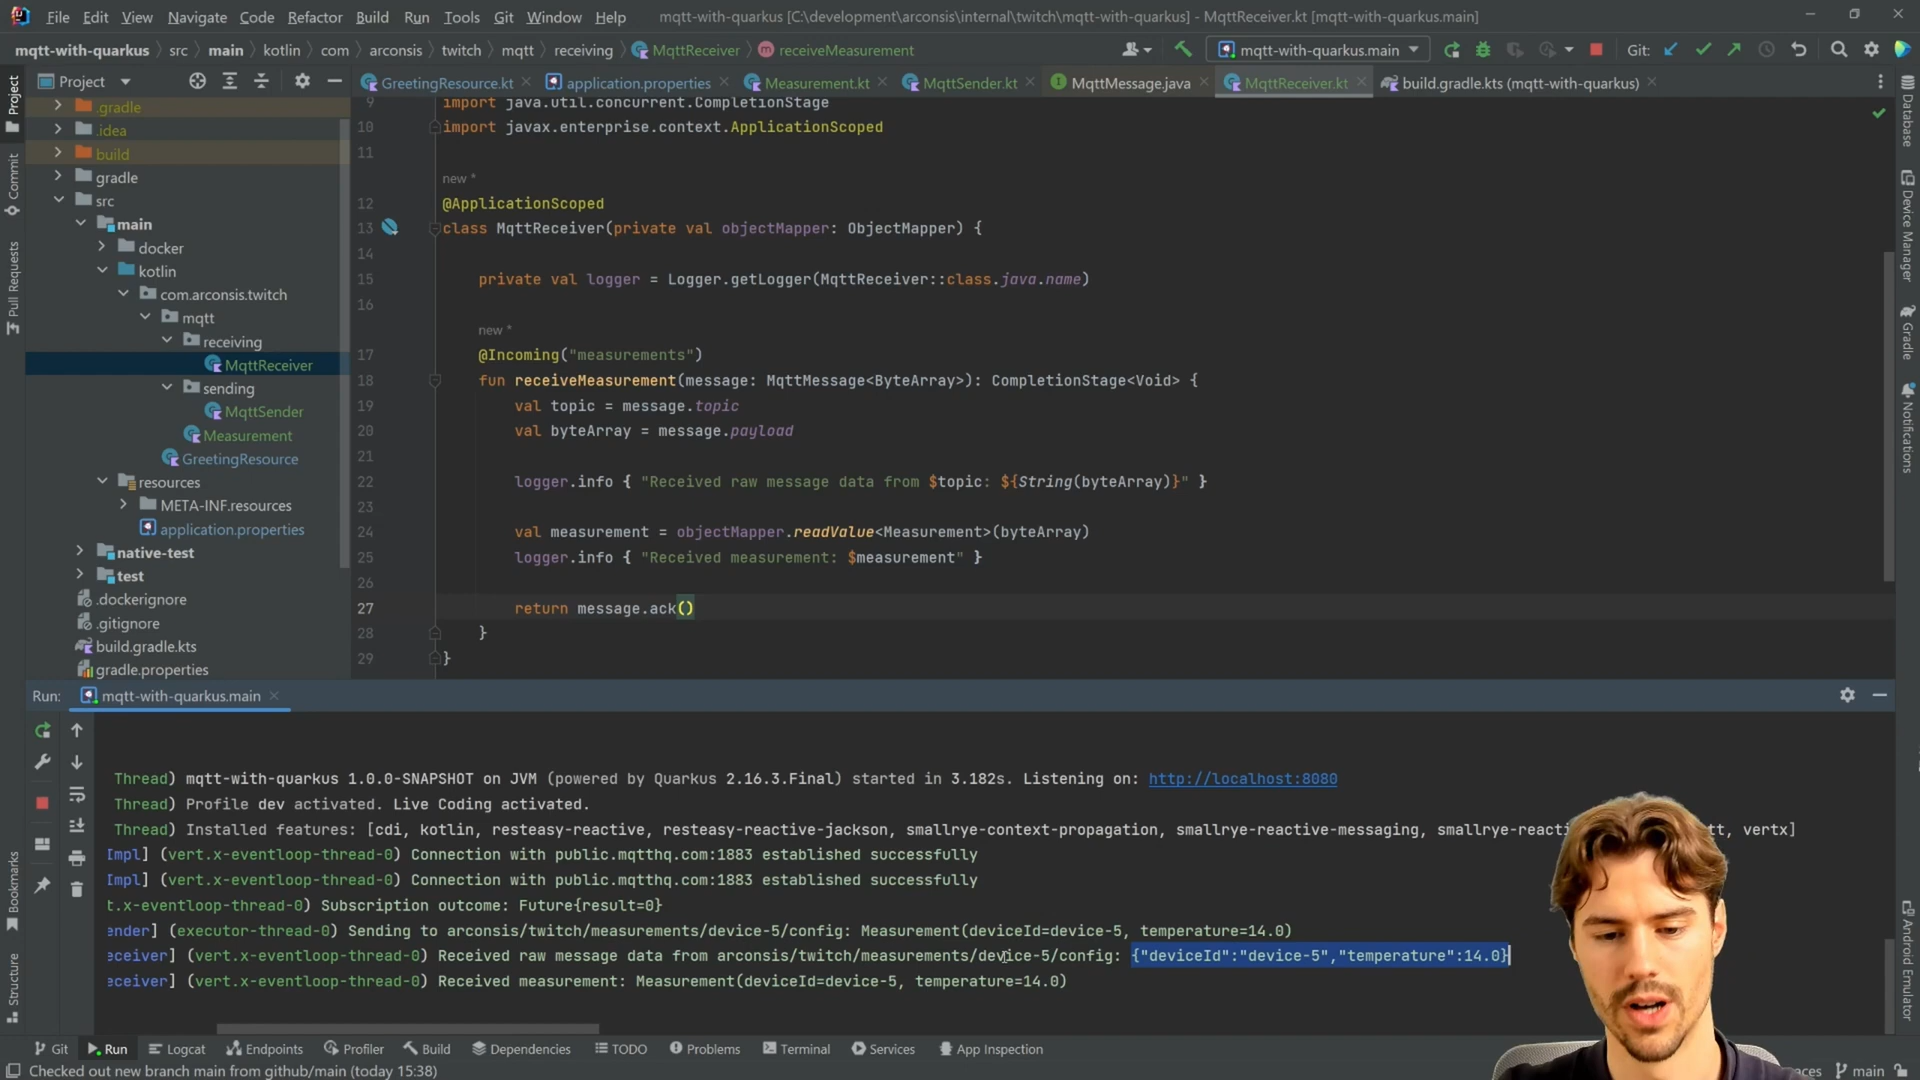 File Edit View Navigate Code Refactor Build Run Tools Git Window Help mqtt-with-quarkus [C:\development\arconsis\internal\twitch\mqtt-with-quarkus] - MqttReceiver.kt [mqtt-with-quarkus.main]
mqtt-with-quarkus src main kotlin com arconsis twitch mqtt receiving MqttReceiver receiveMeasurement mqtt-with-quarkus.main Git:
Project GreetingResource.kt application.properties Measurement.kt MqttSender.kt MqttMessage.java MqttReceiver.kt build.gradle.kts (mqtt-with-quarkus)
Project
Commit
Pull Requests
Bookmarks
Structure
.gradle
.idea
build
gradle
src
main
docker
kotlin
com.arconsis.twitch
mqtt
receiving
MqttReceiver
sending
MqttSender
Measurement
GreetingResource
resources
META-INF.resources
application.properties
native-test
test
.dockerignore
.gitignore
build.gradle.kts
gradle.properties
9 import java.util.concurrent.CompletionStage
10 import javax.enterprise.context.ApplicationScoped
11
new *
12 @ApplicationScoped
13 class MqttReceiver(private val objectMapper: ObjectMapper) {
14
15 private val logger = Logger.getLogger(MqttReceiver::class.java.name)
16
new *
17 @Incoming("measurements")
18 fun receiveMeasurement(message: MqttMessage<ByteArray>): CompletionStage<Void> {
19 val topic = message.topic
20 val byteArray = message.payload
21
22 logger.info { "Received raw message data from $topic: ${String(byteArray)}" }
23
24 val measurement = objectMapper.readValue<Measurement>(byteArray)
25 logger.info { "Received measurement: $measurement" }
26
27 return message.ack()
28 }
29 }
Database
Device Manager
Gradle
Notifications
Android Emulator
Run: mqtt-with-quarkus.main
Thread) mqtt-with-quarkus 1.0.0-SNAPSHOT on JVM (powered by Quarkus 2.16.3.Final) started in 3.182s. Listening on: http://localhost:8080
Thread) Profile dev activated. Live Coding activated.
Thread) Installed features: [cdi, kotlin, resteasy-reactive, resteasy-reactive-jackson, smallrye-context-propagation, smallrye-reactive-messaging, smallrye-reacti tt, vertx]
Impl] (vert.x-eventloop-thread-0) Connection with public.mqtthq.com:1883 established successfully
Impl] (vert.x-eventloop-thread-0) Connection with public.mqtthq.com:1883 established successfully
t.x-eventloop-thread-0) Subscription outcome: Future{result=0}
ender] (executor-thread-0) Sending to arconsis/twitch/measurements/device-5/config: Measurement(deviceId=device-5, temperature=14.0)
eceiver] (vert.x-eventloop-thread-0) Received raw message data from arconsis/twitch/measurements/device-5/config: {"deviceId":"device-5","temperature":14.0}
eceiver] (vert.x-eventloop-thread-0) Received measurement: Measurement(deviceId=device-5, temperature=14.0)
Git Run Logcat Endpoints Profiler Build Dependencies TODO Problems Terminal Services App Inspection
Checked out new branch main from github/main (today 15:38) aces main